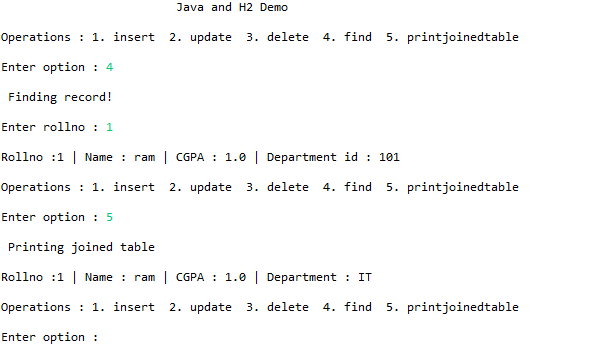 Java and H2 Demo
Operations : 1. insert  2. update  3. delete  4. find  5. printjoinedtable
Enter option : 4
Finding record!
Enter rollno : 1
Rollno :1 | Name : ram | CGPA : 1.0 | Department id : 101
Operations : 1. insert  2. update  3. delete  4. find  5. printjoinedtable
Enter option : 5
Printing joined table
Rollno :1 | Name : ram | CGPA : 1.0 | Department : IT
Operations : 1. insert  2. update  3. delete  4. find  5. printjoinedtable
Enter option :